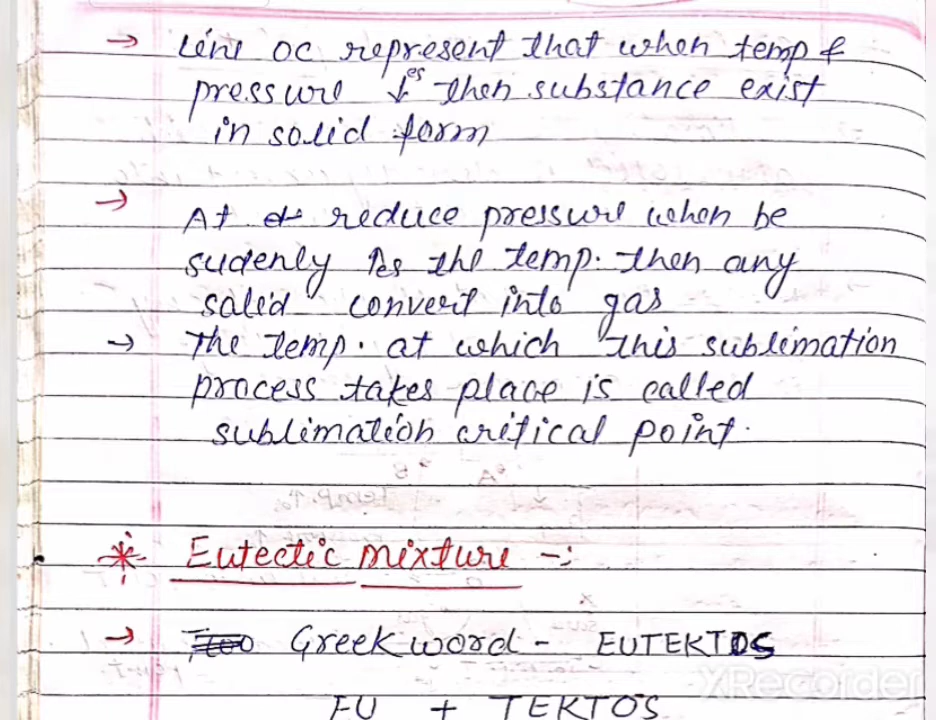 → Line OC represent that when temp &
pressure ↓es then substance exist
in solid form
→ At reduce pressure when be
sudenly ↑es the temp. then any
solid convert into gas
→ The temp. at which this sublimation
process takes place is called
sublimation critical point.
* Eutectic mixture -:
→ Greek word - EUTEKTOS
EU + TEKTOS
XRecorder